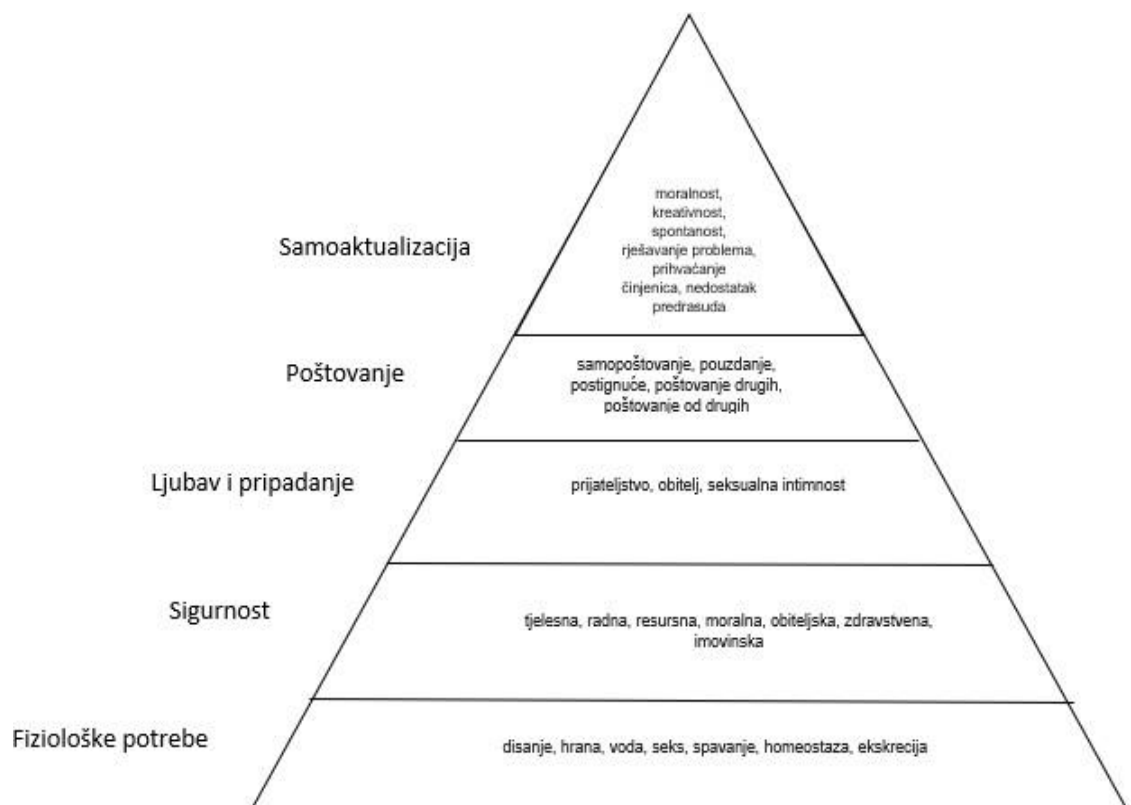 moralnost,
kreativnost,
spontanost,
rješavanje problema,
prihvaćanje
činjenica, nedostatak
predrasuda
Samoaktualizacija
samopoštovanje, pouzdanje,
postignuće, poštovanje drugih,
poštovanje od drugih
Poštovanje
Ljubav i pripadanje
prijateljstvo, obitelj, seksualna intimnost
Sigurnost
tjelesna, radna, resursna, moralna, obiteljska, zdravstvena,
imovinska
Fiziološke potrebe
disanje, hrana, voda, seks, spavanje, homeostaza, ekskrecija